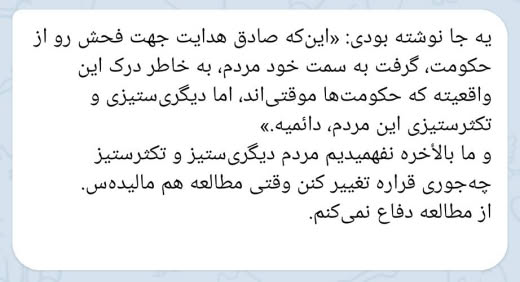 یه جا نوشته بودی: «این‌که صادق هدایت جهت فحش رو از
حکومت، گرفت به سمت خود مردم، به خاطر درک این
واقعیته که حکومت‌ها موقتی‌اند، اما دیگری‌ستیزی و
تکثرستیزی این مردم، دائمیه.»
و ما بالأخره نفهمیدیم مردم دیگری‌ستیز و تکثرستیز
چه‌جوری قراره تغییر کنن وقتی مطالعه هم مالیده‌س.
از مطالعه دفاع نمی‌کنم.